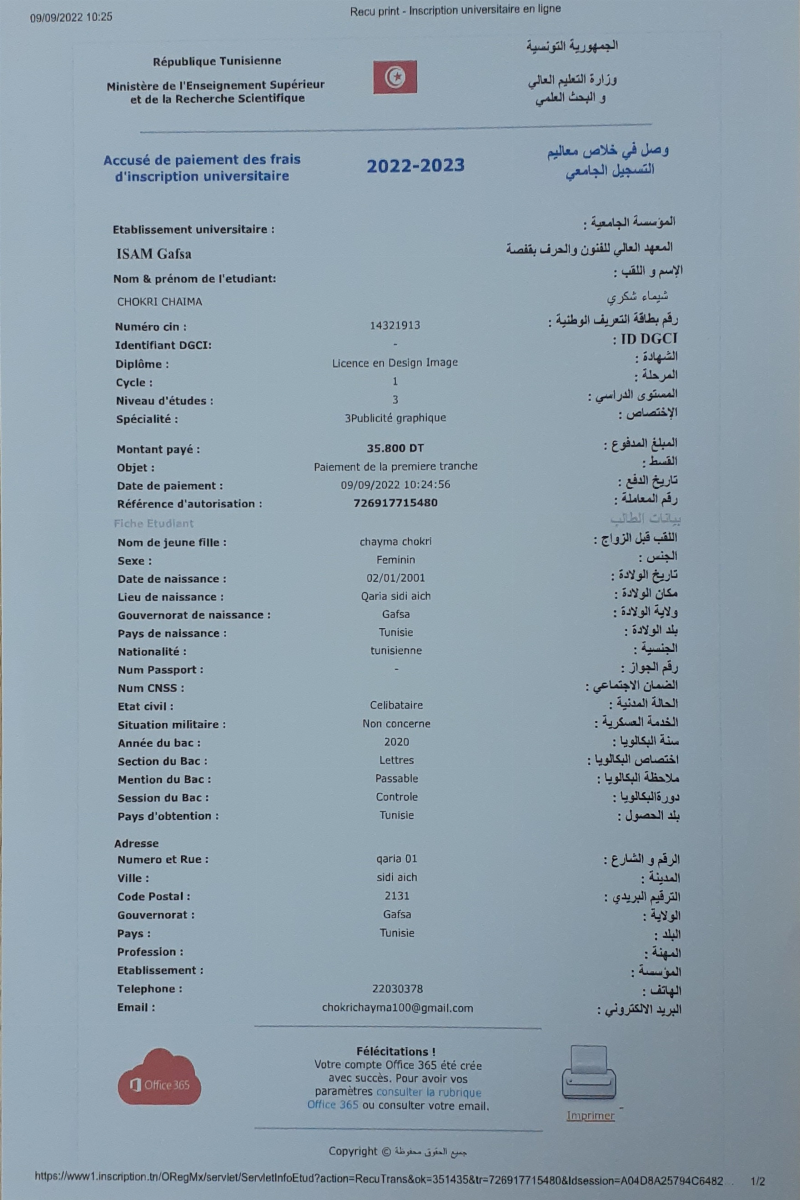 09/09/2022 10:25
Recu print - Inscription universitaire en ligne
République Tunisienne
الجمهورية التونسية
Ministère de l'Enseignement Supérieur
et de la Recherche Scientifique
وزارة التعليم العالي
و البحث العلمي
Accusé de paiement des frais
d'inscription universitaire
2022-2023
وصل في خلاص معاليم
التسجيل الجامعي
Etablissement universitaire :
المؤسسة الجامعية :
ISAM Gafsa
المعهد العالي للفنون والحرف بقفصة
Nom & prénom de l'etudiant:
الإسم و اللقب :
CHOKRI CHAIMA
شيماء شكري
Numéro cin : 14321913 رقم بطاقة التعريف الوطنية :
Identifiant DGCI: - ID DGCI :
Diplôme : Licence en Design Image الشهادة :
Cycle : 1 المرحلة :
Niveau d'études : 3 المستوى الدراسي :
Spécialité : 3Publicité graphique الإختصاص :
Montant payé : 35.800 DT المبلغ المدفوع :
Objet : Paiement de la premiere tranche القسط :
Date de paiement : 09/09/2022 10:24:56 تاريخ الدفع :
Référence d'autorisation : 726917715480 رقم المعاملة :
Fiche Etudiant بيانات الطالب
Nom de jeune fille : chayma chokri اللقب قبل الزواج :
Sexe : Feminin الجنس :
Date de naissance : 02/01/2001 تاريخ الولادة :
Lieu de naissance : Qaria sidi aich مكان الولادة :
Gouvernorat de naissance : Gafsa ولاية الولادة :
Pays de naissance : Tunisie بلد الولادة :
Nationalité : tunisienne الجنسية :
Num Passport : - رقم الجواز :
Num CNSS : الضمان الاجتماعي :
Etat civil : Celibataire الحالة المدنية :
Situation militaire : Non concerne الخدمة العسكرية :
Année du bac : 2020 سنة البكالوبا :
Section du Bac : Lettres اختصاص البكالوبا :
Mention du Bac : Passable ملاحظة البكالوبا :
Session du Bac : Controle دورةالبكالوبا :
Pays d'obtention : Tunisie بلد الحصول :
Adresse
Numero et Rue : qaria 01 الرقم و الشارع :
Ville : sidi aich المدينة :
Code Postal : 2131 الترقيم البريدي :
Gouvernorat : Gafsa الولاية :
Pays : Tunisie البلد :
Profession : المهنة :
Etablissement : المؤسسة :
Telephone : 22030378 الهاتف :
Email : chokrichayma100@gmail.com البريد الالكتروني :
Office 365
Félécitations !
Votre compte Office 365 été crée
avec succès. Pour avoir vos
paramètres consulter la rubrique
Office 365 ou consulter votre email.
Imprimer
Copyright © جميع الحقوق محفوظة
https://www1.inscription.tn/ORegMx/servlet/ServletInfoEtud?action=RecuTrans&ok=351435&tr=726917715480&Idsession=A04D8A25794C6482... 1/2